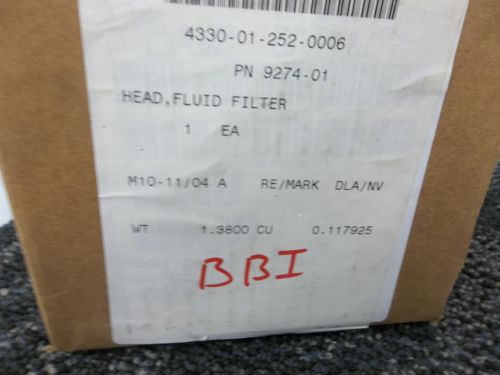 4330-01-252-0006
PN 9274-01
HEAD,FLUID FILTER
1 EA
M10-11/04 A RE/MARK DLA/NV
WT 1.3800 CU 0.117925
BBI